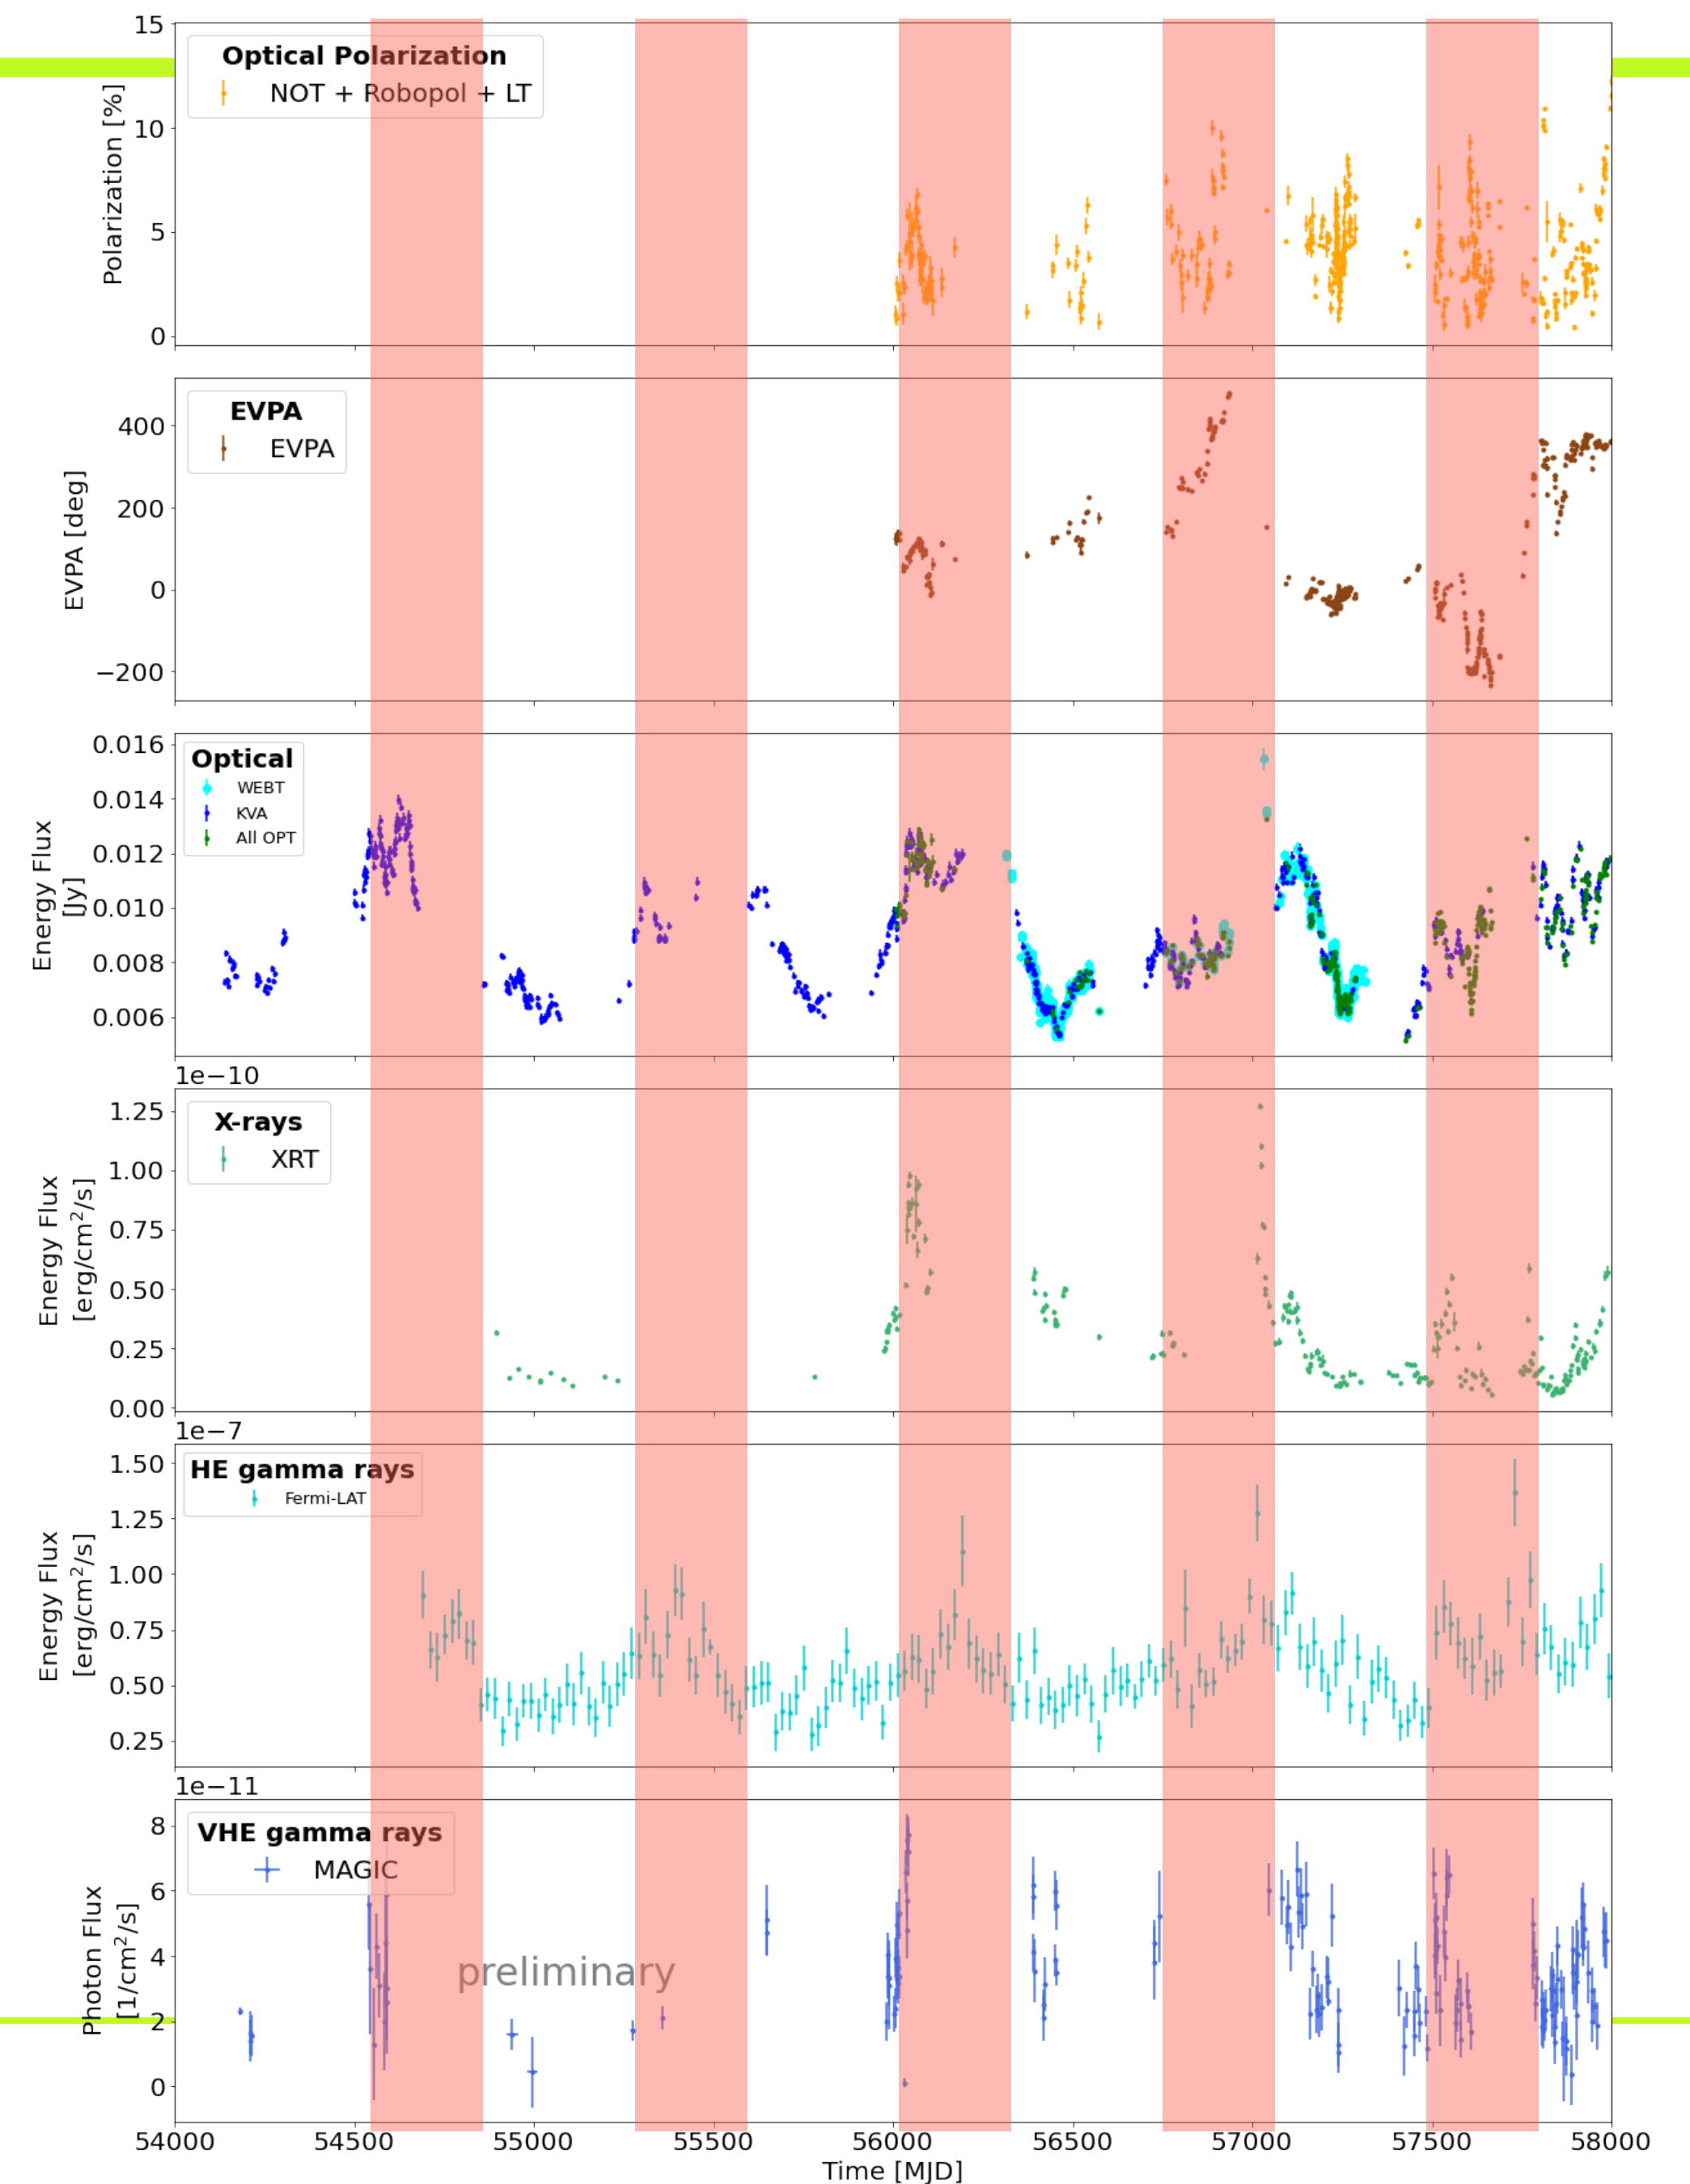 15
Optical Polarization
NOT + Robopol + LT
10
5
0
Polarization [%]
EVPA
EVPA
400
200
0
−200
EVPA [deg]
0.016
Optical
WEBT
KVA
All OPT
0.014
0.012
0.010
0.008
0.006
Energy Flux
[Jy]
1e−10
X-rays
XRT
1.25
1.00
0.75
0.50
0.25
0.00
Energy Flux
[erg/cm²/s]
1e−7
HE gamma rays
Fermi-LAT
1.50
1.25
1.00
0.75
0.50
0.25
Energy Flux
[erg/cm²/s]
1e−11
VHE gamma rays
MAGIC
8
6
4
2
0
Photon Flux
[1/cm²/s]
preliminary
54000 54500 55000 55500 56000 56500 57000 57500 58000
Time [MJD]